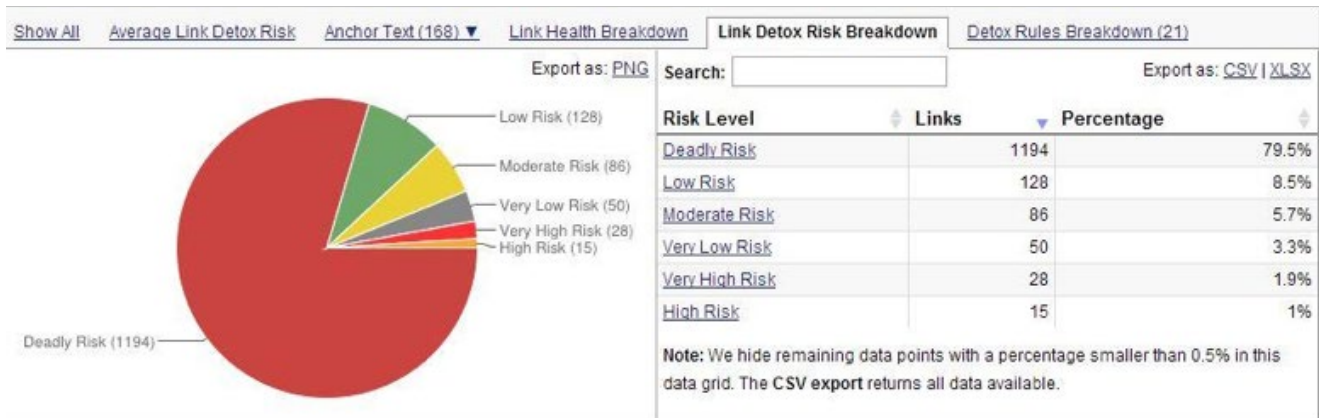 Show All Average Link Detox Risk Anchor Text (168) ▼ Link Health Breakdown Link Detox Risk Breakdown Detox Rules Breakdown (21)
Export as: PNG
Low Risk (128)
Moderate Risk (86)
Very Low Risk (50)
Very High Risk (28)
High Risk (15)
Deadly Risk (1194)
Search: Export as: CSV | XLSX
Risk Level Links Percentage
Deadly Risk 1194 79.5%
Low Risk 128 8.5%
Moderate Risk 86 5.7%
Very Low Risk 50 3.3%
Very High Risk 28 1.9%
High Risk 15 1%
Note: We hide remaining data points with a percentage smaller than 0.5% in this
data grid. The CSV export returns all data available.